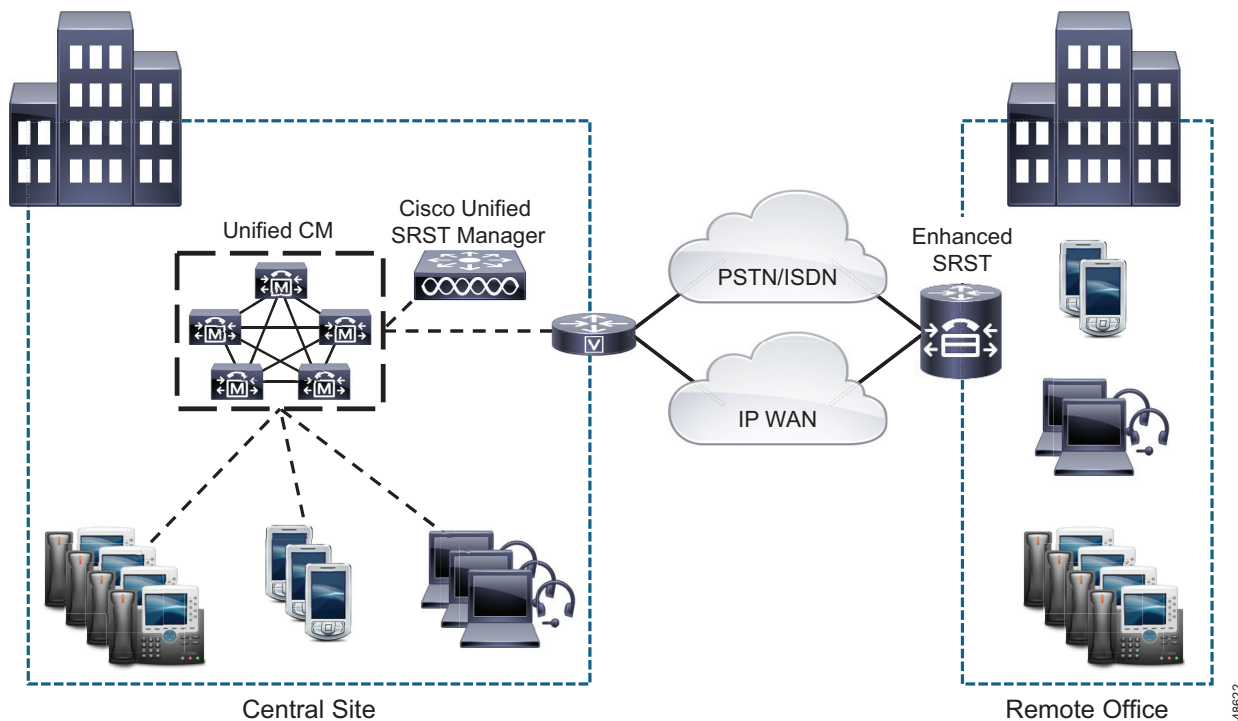 Unified CM
Cisco Unified
SRST Manager
M
M
M
M
M
V
PSTN/ISDN
IP WAN
Enhanced
SRST
Central Site
Remote Office